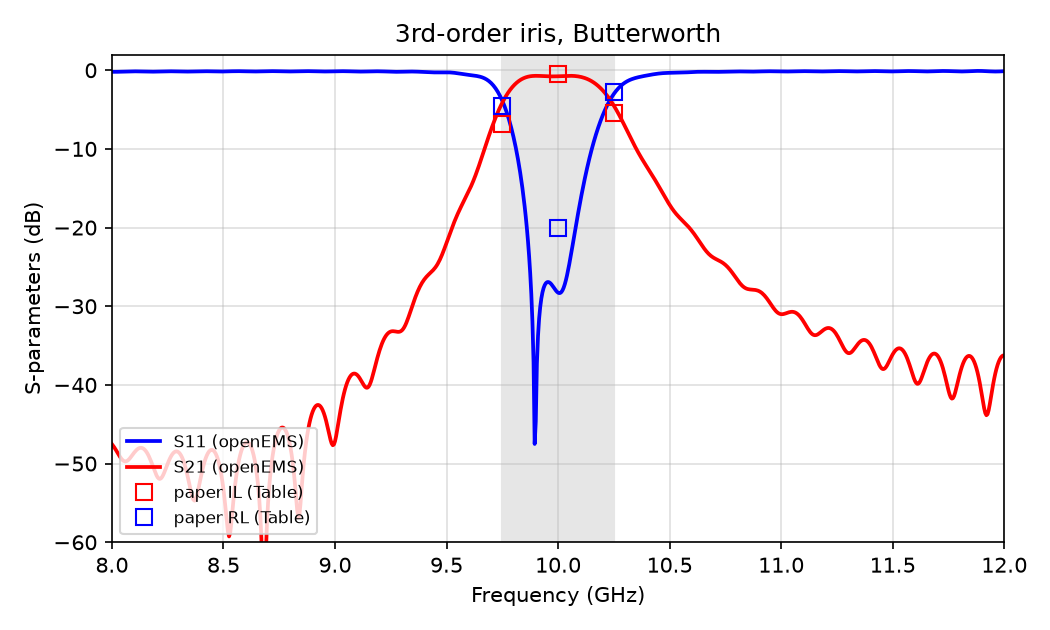 3rd-order iris, Butterworth
S-parameters (dB)
0
−10
−20
−30
−40
−50
−60
S11 (openEMS)
S21 (openEMS)
paper IL (Table)
paper RL (Table)
8.0 8.5 9.0 9.5 10.0 10.5 11.0 11.5 12.0
Frequency (GHz)